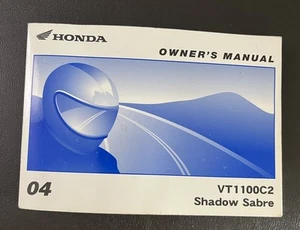 HONDA
OWNER'S MANUAL
04
VT1100C2
Shadow Sabre